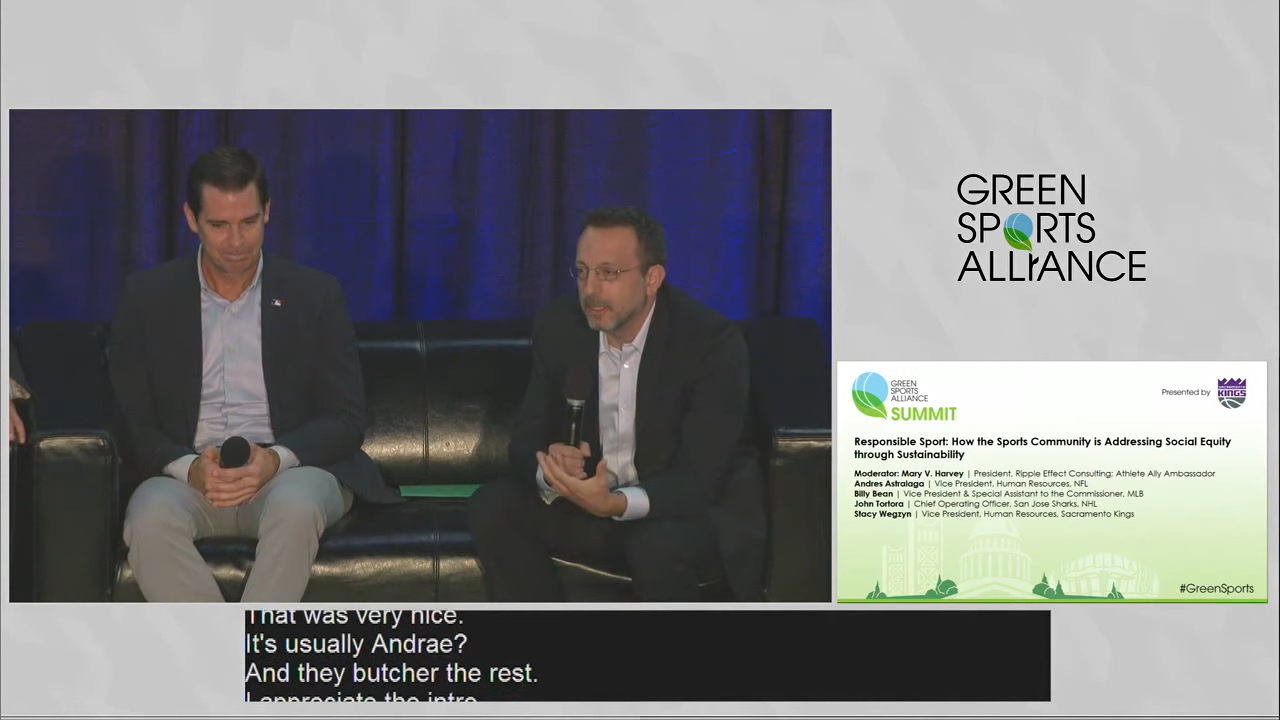 GREEN
SPORTS
ALLIANCE
GREEN
SPORTS
ALLIANCE
SUMMIT
Presented by
SACRAMENTO
KINGS
Responsible Sport: How the Sports Community is Addressing Social Equity
through Sustainability
Moderator: Mary V. Harvey | President, Ripple Effect Consulting; Athlete Ally Ambassador
Andres Astralaga | Vice President, Human Resources, NFL
Billy Bean | Vice President & Special Assistant to the Commissioner, MLB
John Tortora | Chief Operating Officer, San Jose Sharks, NHL
Stacy Wegzyn | Vice President, Human Resources, Sacramento Kings
#GreenSports
That was very nice.
It's usually Andrae?
And they butcher the rest.
I appreciate the intro